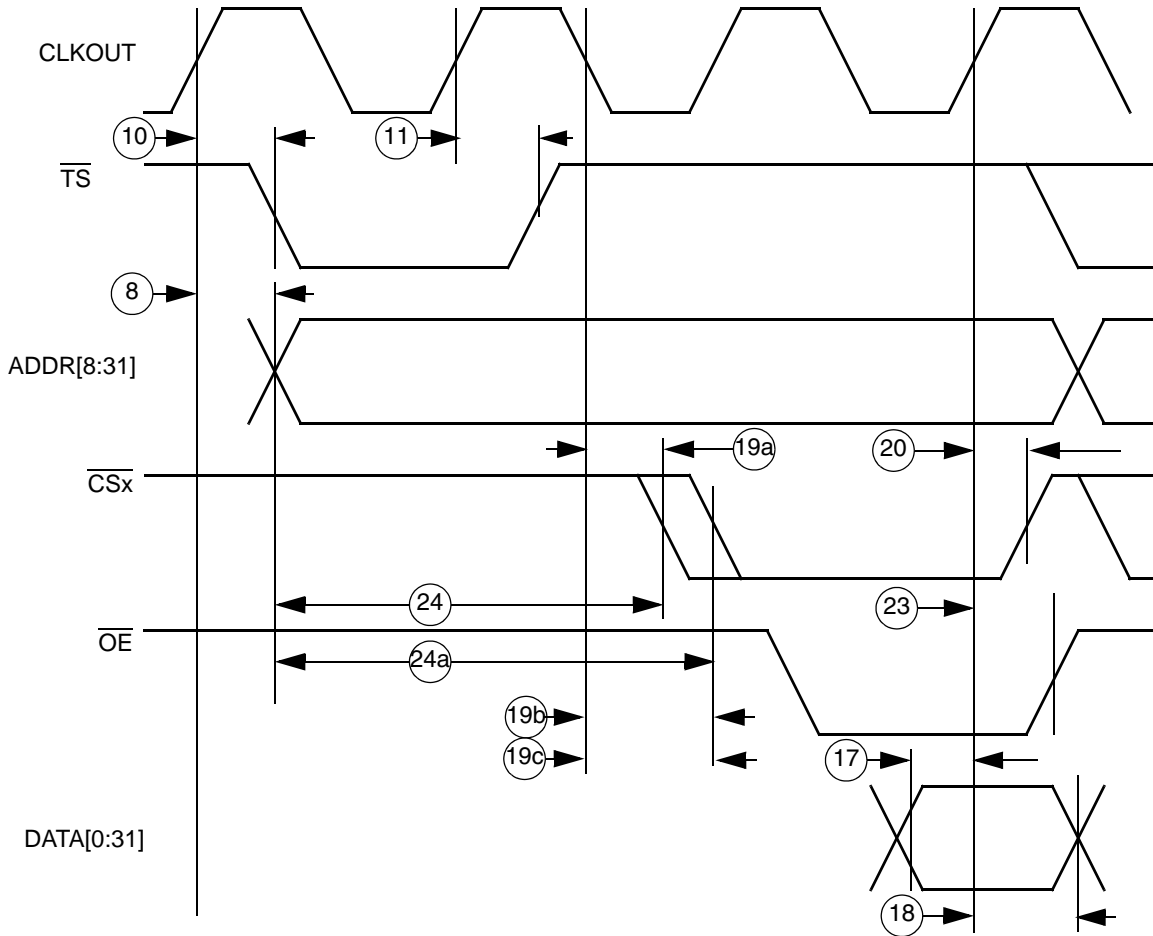 CLKOUT
10
11
TS
8
ADDR[8:31]
19a
20
CSx
24
23
OE
24a
19b
19c
17
DATA[0:31]
18